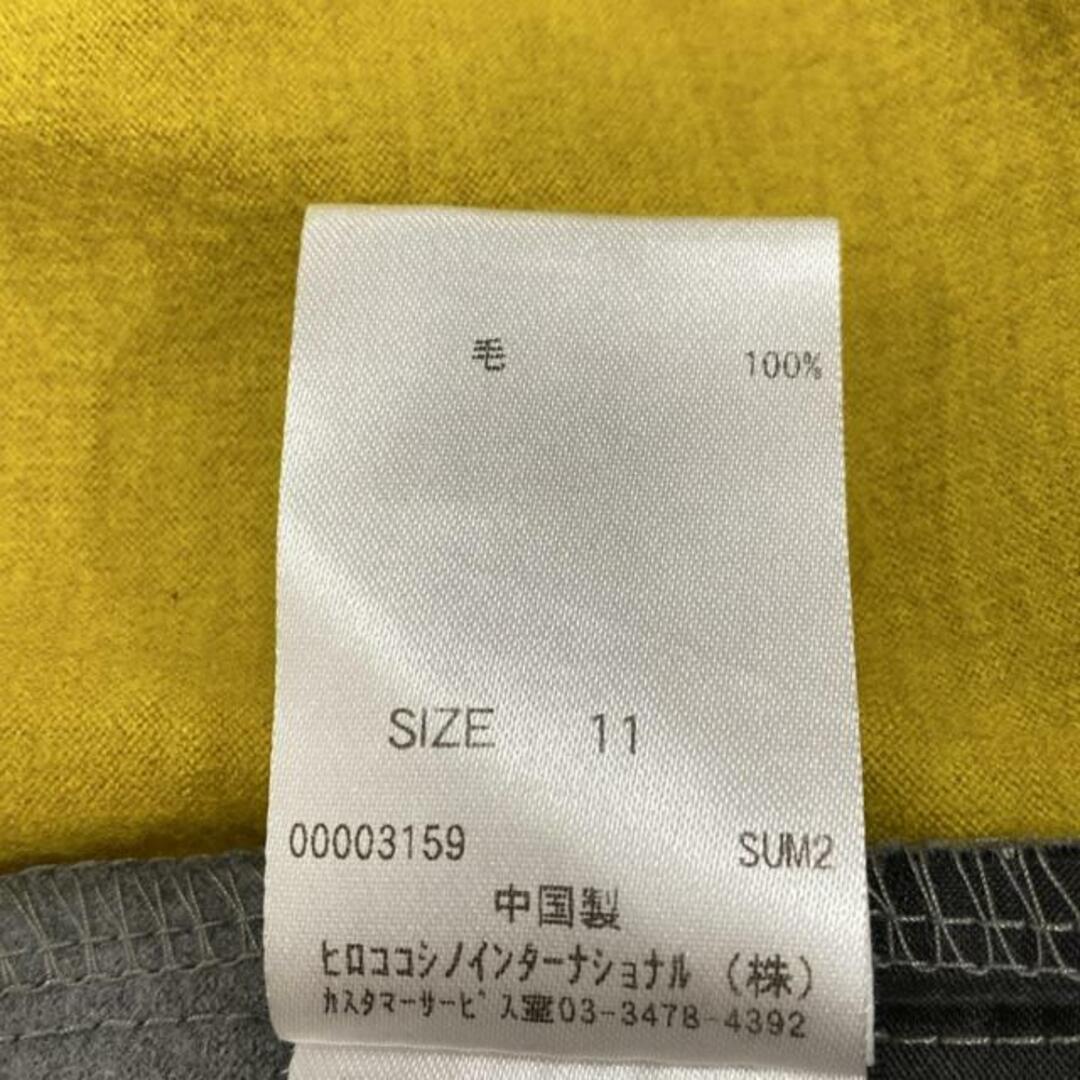 毛 100%
SIZE 11
00003159 SUM2
中国製
ヒロココシノインターナショナル (株)
カスタマーサービス室03-3478-4392